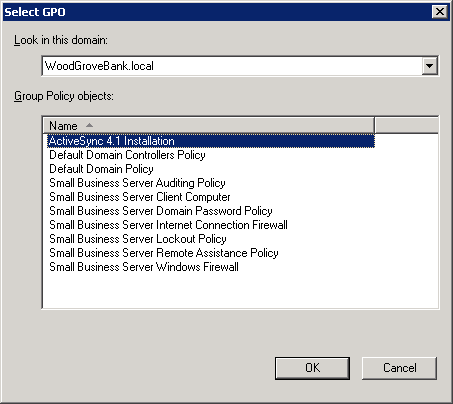 Select GPO
Look in this domain:
WoodGroveBank.local
Group Policy objects:
Name
ActiveSync 4.1 Installation
Default Domain Controllers Policy
Default Domain Policy
Small Business Server Auditing Policy
Small Business Server Client Computer
Small Business Server Domain Password Policy
Small Business Server Internet Connection Firewall
Small Business Server Lockout Policy
Small Business Server Remote Assistance Policy
Small Business Server Windows Firewall
OK Cancel